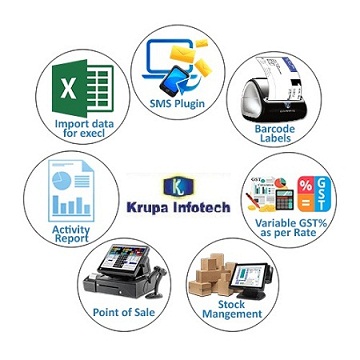 SMS Plugin
X
Import data
for execl
Barcode
Labels
Activity
Report
K
Krupa Infotech
GST
%
=
GST
Variable GST%
as per Rate
Point of Sale
Stock
Mangement